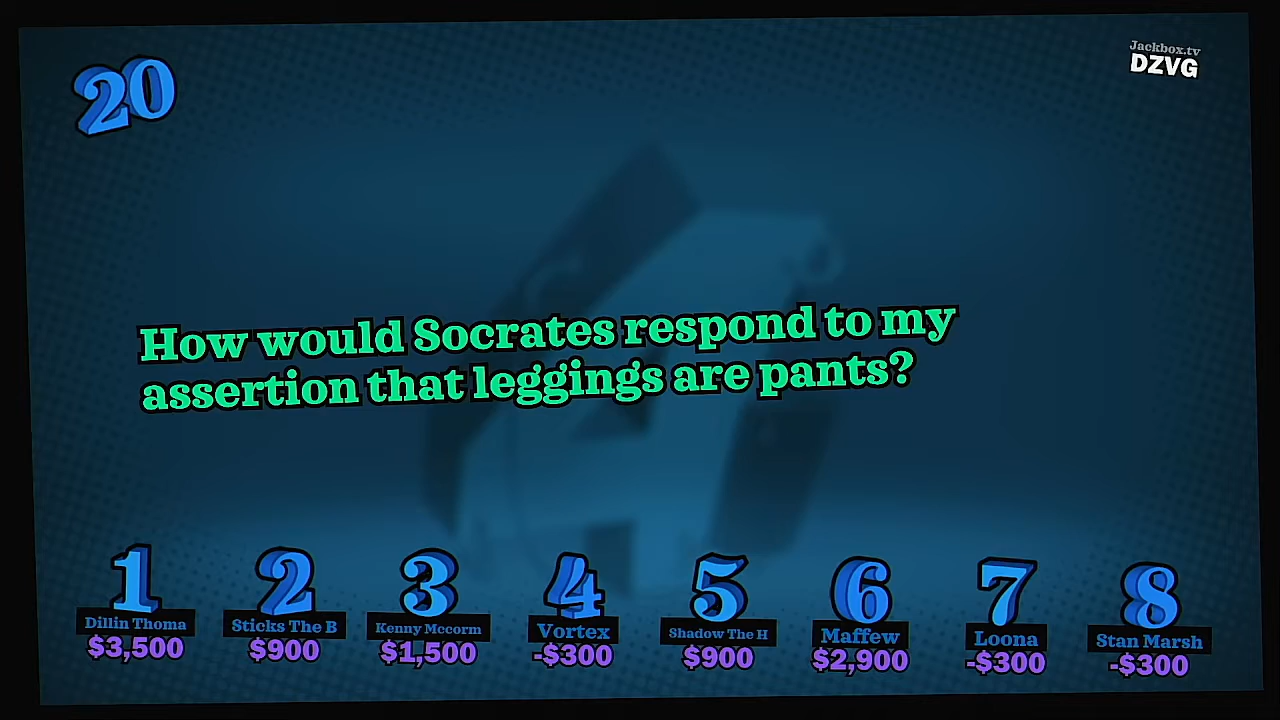 20
Jackbox.tv
DZVG
How would Socrates respond to my
assertion that leggings are pants?
1 2 3 4 5 6 7 8
Dillin Thoma Sticks The B Kenny Mccorm Vortex Shadow The H Maffew Loona Stan Marsh
$3,500 $900 $1,500 -$300 $900 $2,900 -$300 -$300